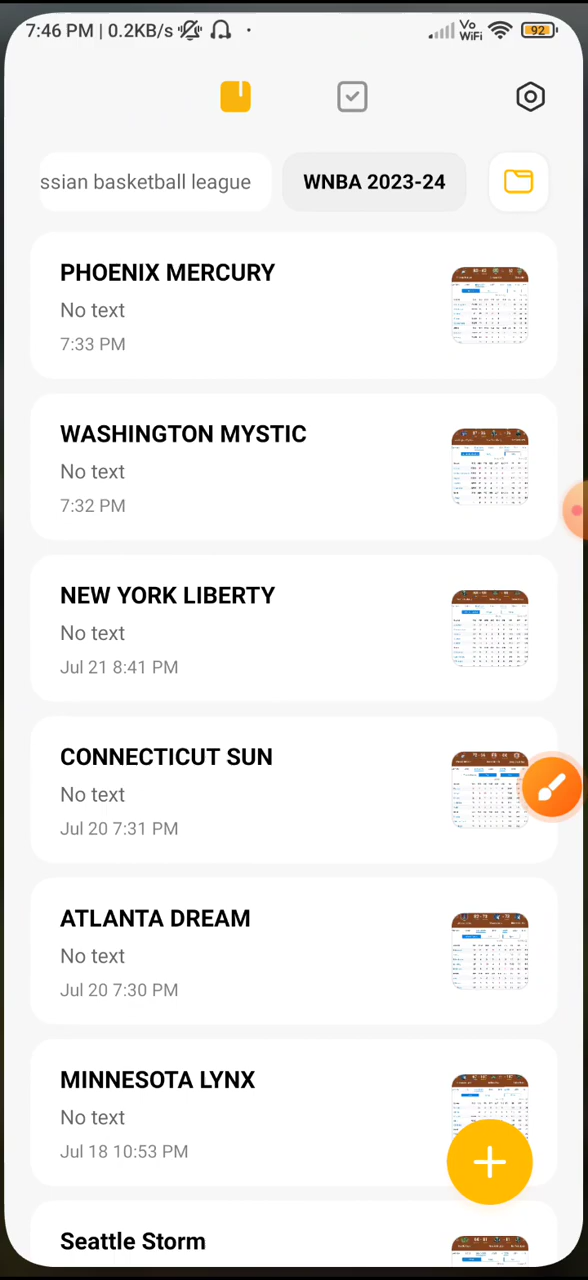 7:46 PM | 0.2KB/s
Vo
WiFi
92
ssian basketball league
WNBA 2023-24
PHOENIX MERCURY
No text
7:33 PM
WASHINGTON MYSTIC
No text
7:32 PM
NEW YORK LIBERTY
No text
Jul 21 8:41 PM
CONNECTICUT SUN
No text
Jul 20 7:31 PM
ATLANTA DREAM
No text
Jul 20 7:30 PM
MINNESOTA LYNX
No text
Jul 18 10:53 PM
Seattle Storm